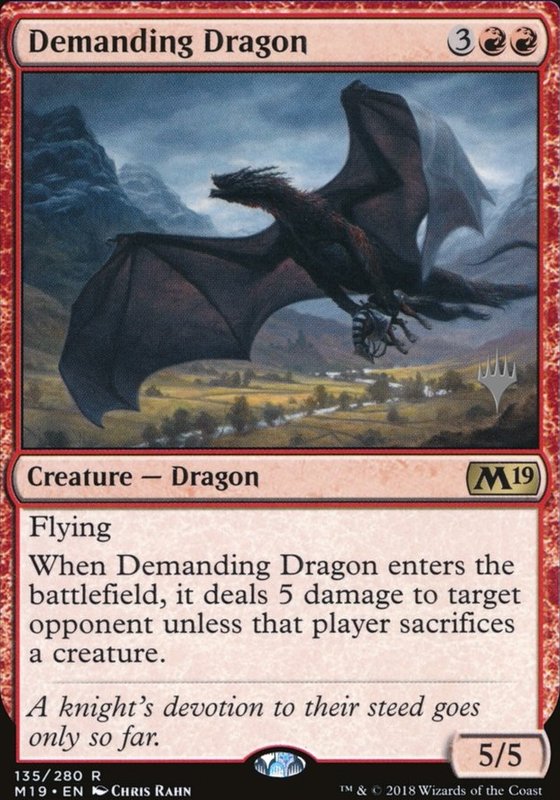 Demanding Dragon 3
Creature — Dragon M19
Flying
When Demanding Dragon enters the
battlefield, it deals 5 damage to target
opponent unless that player sacrifices
a creature.
A knight's devotion to their steed goes
only so far.
5/5
135/280 R
M19 • EN Chris Rahn ™ & © 2018 Wizards of the Coast